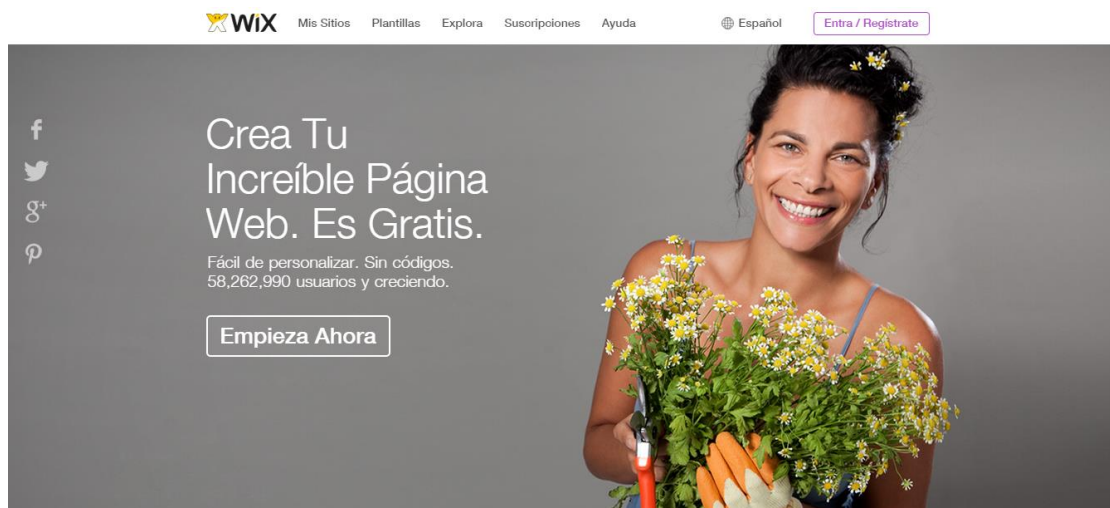 WiX
Mis Sitios
Plantillas
Explora
Suscripciones
Ayuda
Español
Entra / Regístrate
Crea Tu
Increíble Página
Web. Es Gratis.
Fácil de personalizar. Sin códigos.
58,262,990 usuarios y creciendo.
Empieza Ahora